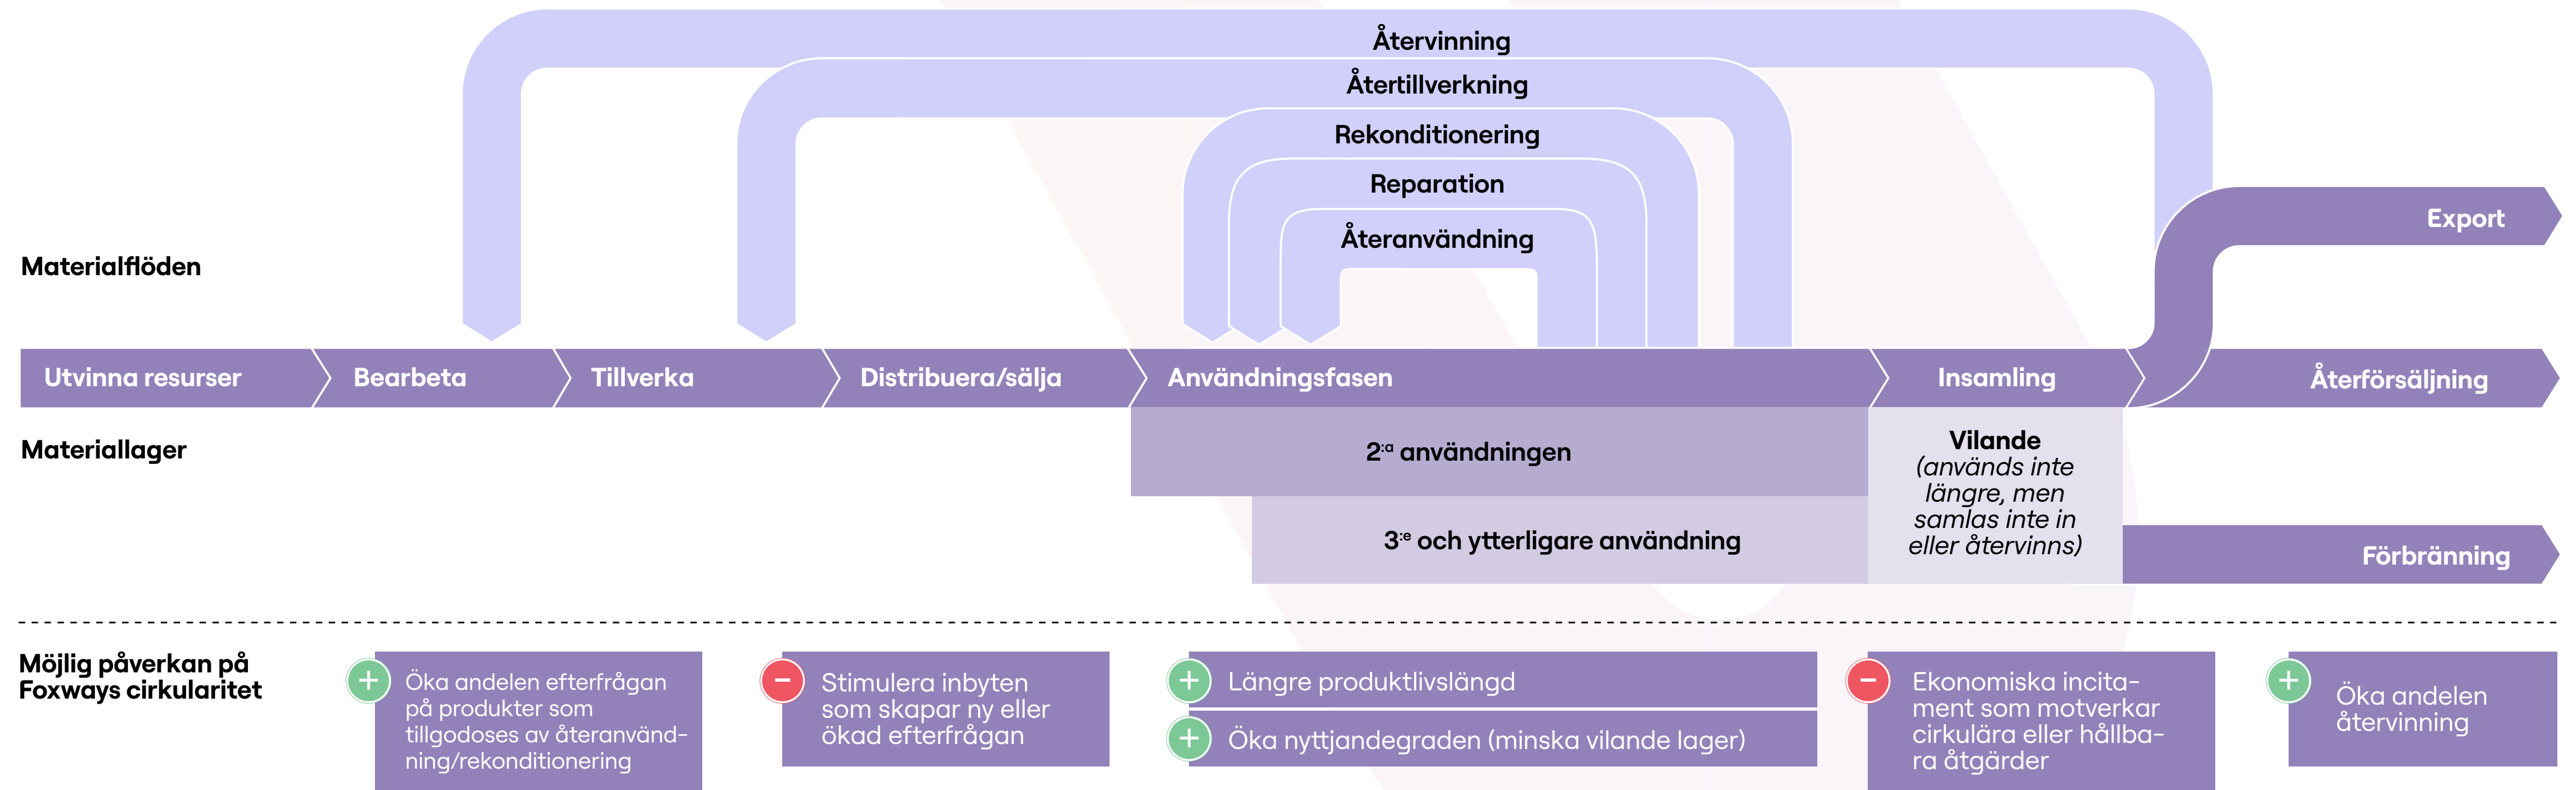 Återvinning
Återtillverkning
Rekonditionering
Reparation
Återanvändning
Export
Materialflöden
Utvinna resurser
Bearbeta
Tillverka
Distribuera/sälja
Användningsfasen
Insamling
Återförsäljning
Materiallager
2:a användningen
3:e och ytterligare användning
Vilande
(används inte
längre, men
samlas inte in
eller återvinns)
Förbränning
Möjlig påverkan på
Foxways cirkularitet
+
Öka andelen efterfrågan
på produkter som
tillgodoses av återanvänd-
ning/rekonditionering
–
Stimulera inbyten
som skapar ny eller
ökad efterfrågan
+
Längre produktlivslängd
+
Öka nyttjandegraden (minska vilande lager)
–
Ekonomiska incita-
ment som motverkar
cirkulära eller hållba-
ra åtgärder
+
Öka andelen
återvinning